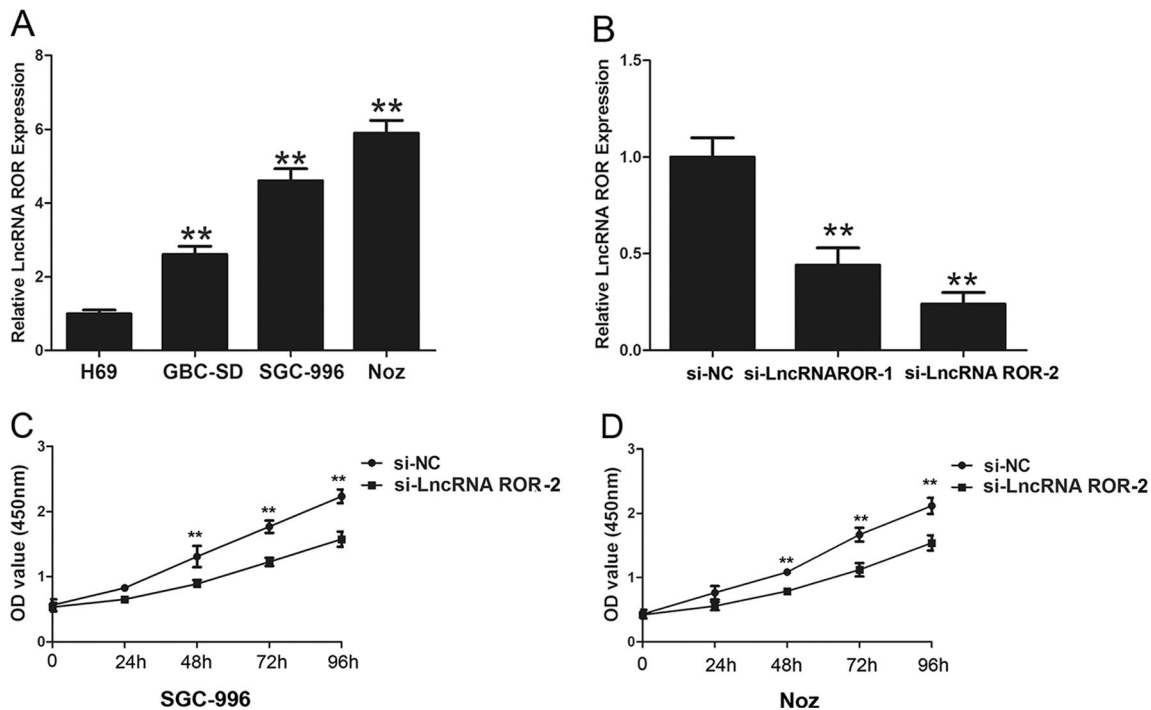 A
Relative LncRNA ROR Expression
8
6
4
2
0
**
**
**
H69 GBC-SD SGC-996 Noz
B
Relative LncRNA ROR Expression
1.5
1.0
0.5
0.0
**
**
si-NC si-LncRNAROR-1 si-LncRNA ROR-2
C
OD value (450nm)
3
2
1
0
**
**
**
si-NC
si-LncRNA ROR-2
0 24h 48h 72h 96h
SGC-996
D
OD value (450nm)
3
2
1
0
**
**
**
si-NC
si-LncRNA ROR-2
0 24h 48h 72h 96h
Noz